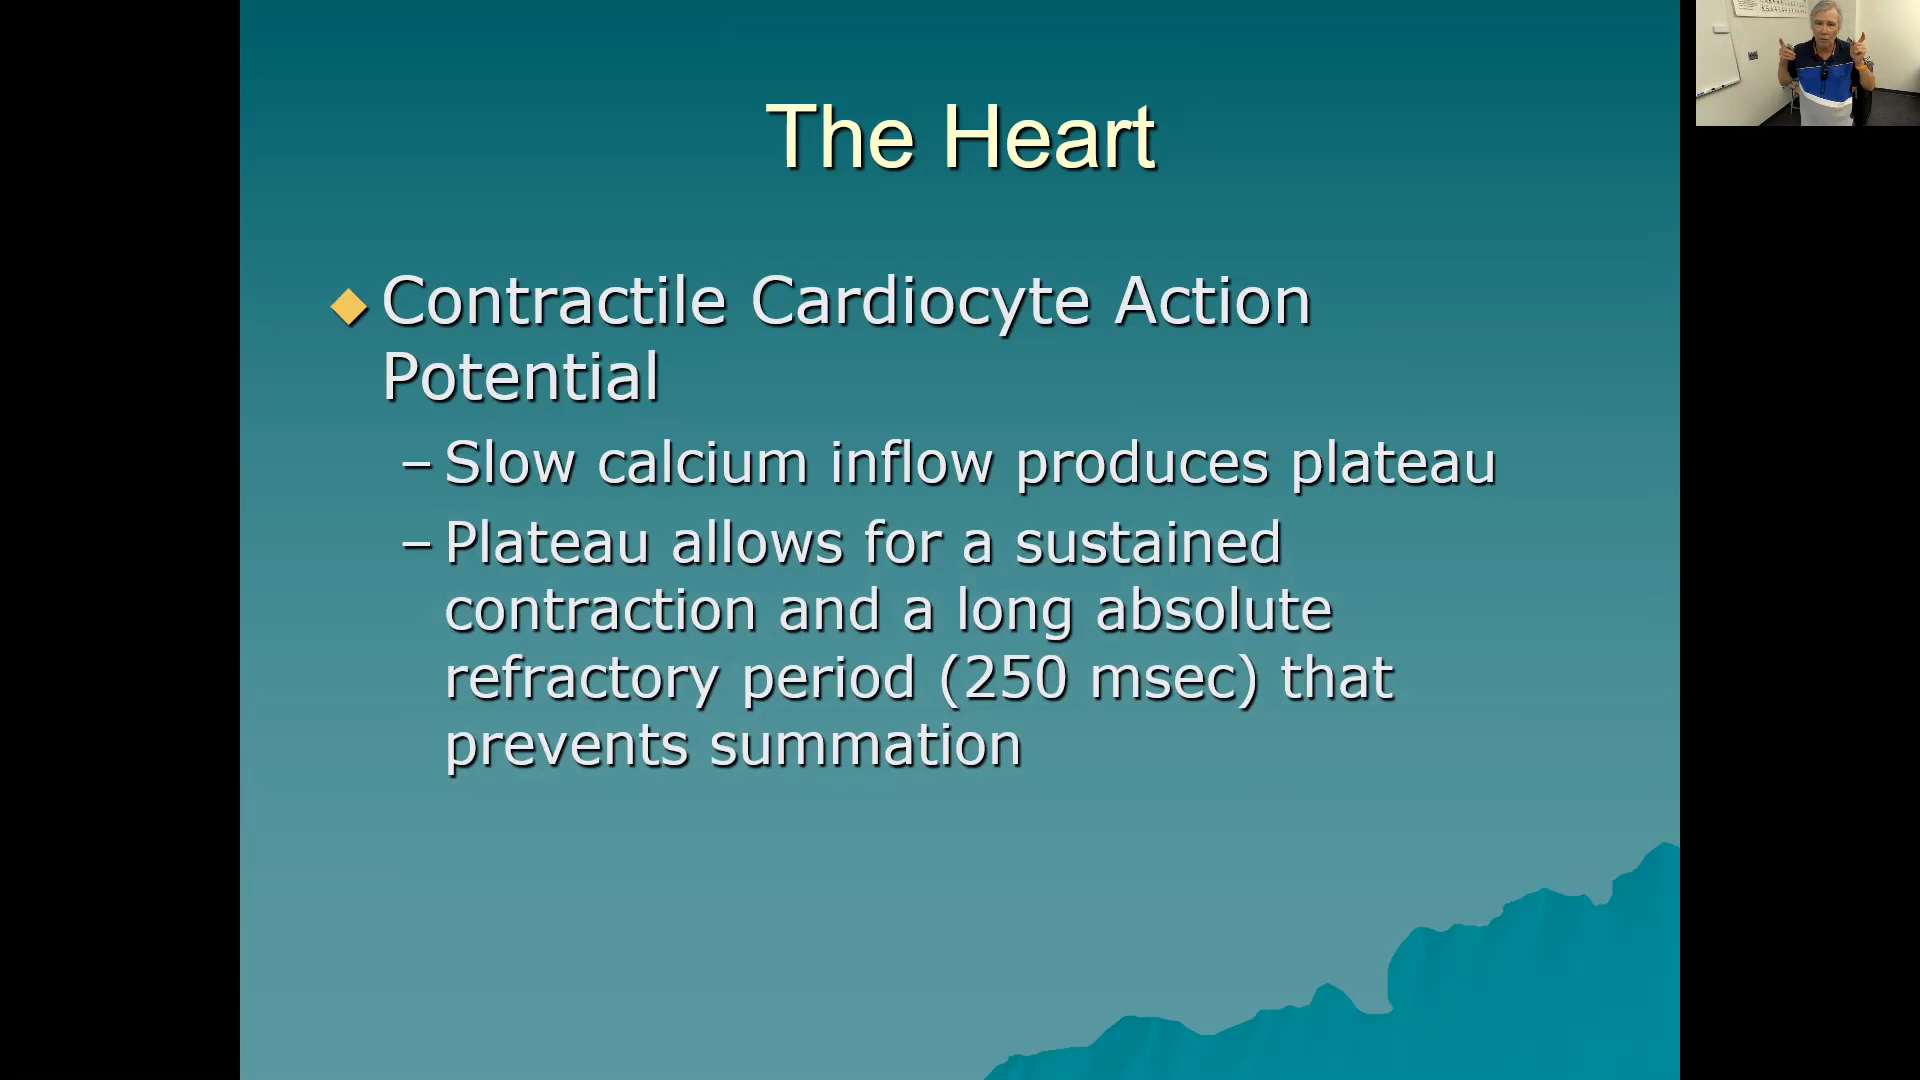 The Heart
Contractile Cardiocyte Action
Potential
– Slow calcium inflow produces plateau
– Plateau allows for a sustained
contraction and a long absolute
refractory period (250 msec) that
prevents summation